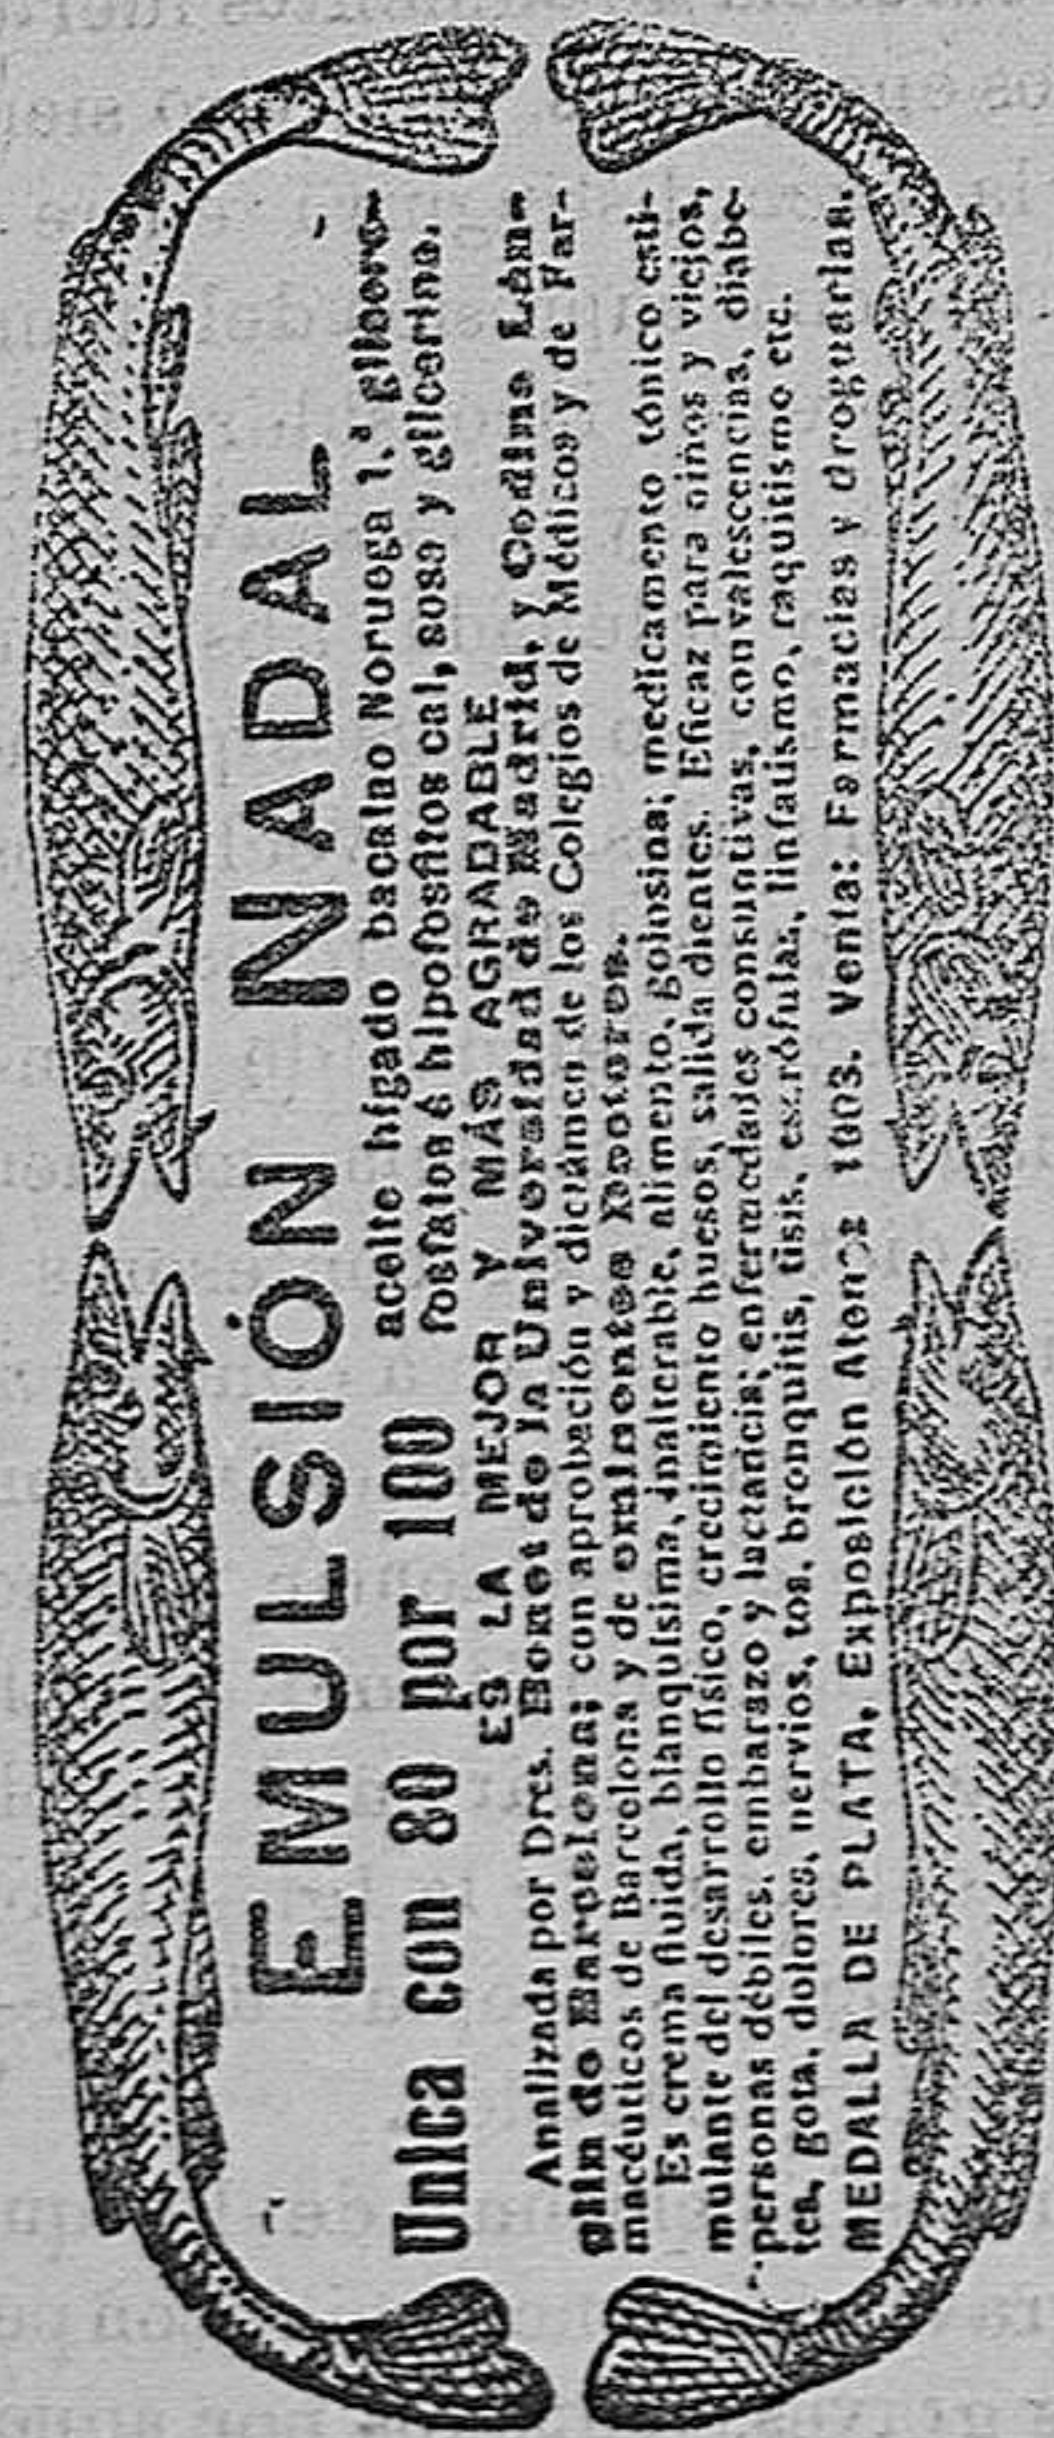 EMULSIÓN NADAL
Unica con 80 por 100 aceite hígado bacalao Noruega 1.ª glicero-
fosfatos é hipofosfitos cal, sosa y glicerina.
ES LA MEJOR Y MÁS AGRADABLE
Analizada por Dres. Bonet de la Universidad de Madrid, y Codina Län-
glin de Barcelona; con aprobación y dictámen de los Colegios de Médicos y de Far-
macéuticos de Barcelona y de eminentes Doctores.
Es crema fluida, blanquísima, inalterable, alimento, golosina; medicamento tónico esti-
mulante del desarrollo físico, crecimiento huesos, salida dientes. Eficaz para niños y viejos,
personas débiles, embarazo y lactancia; enfermedades consuntivas, convalescencias, diabe-
tes, gota, dolores, nervios, tos, bronquitis, tisis, escrófulas, linfatismo, raquitismo etc.
MEDALLA DE PLATA, Exposición Atenas 1903. Venta: Farmacias y droguerías.